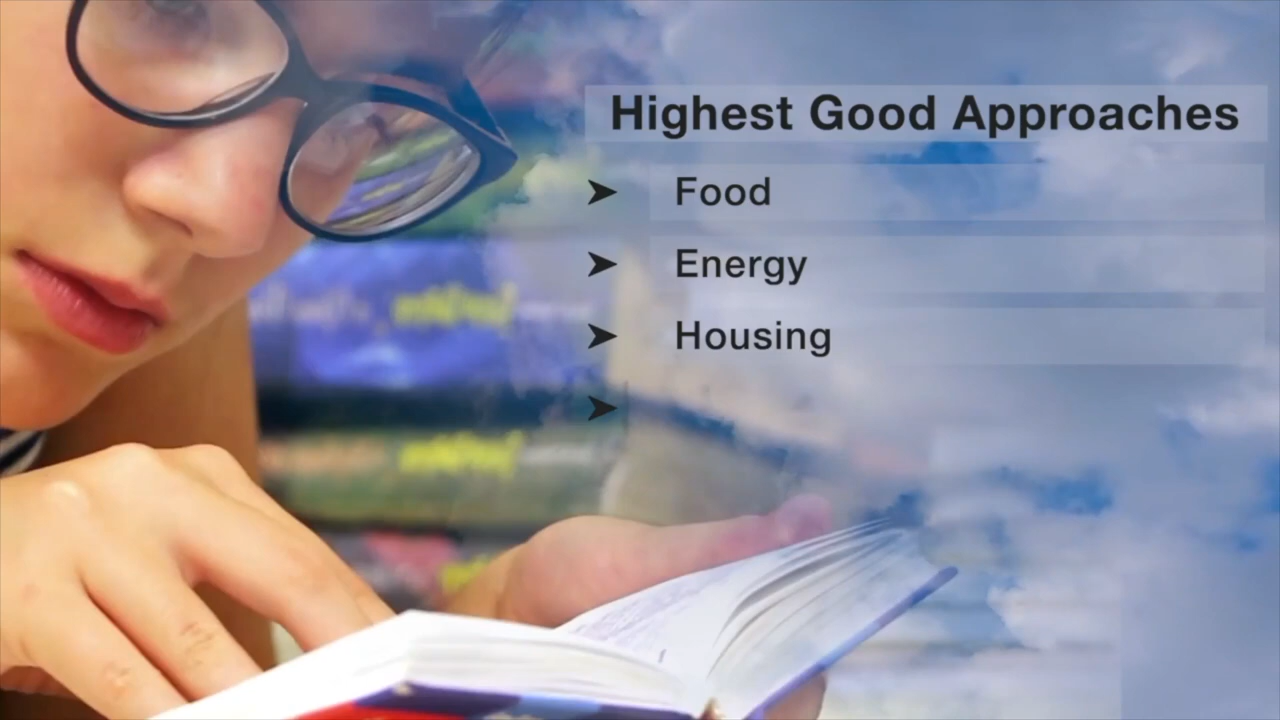 Highest Good Approaches
➤ Food
➤ Energy
➤ Housing
➤